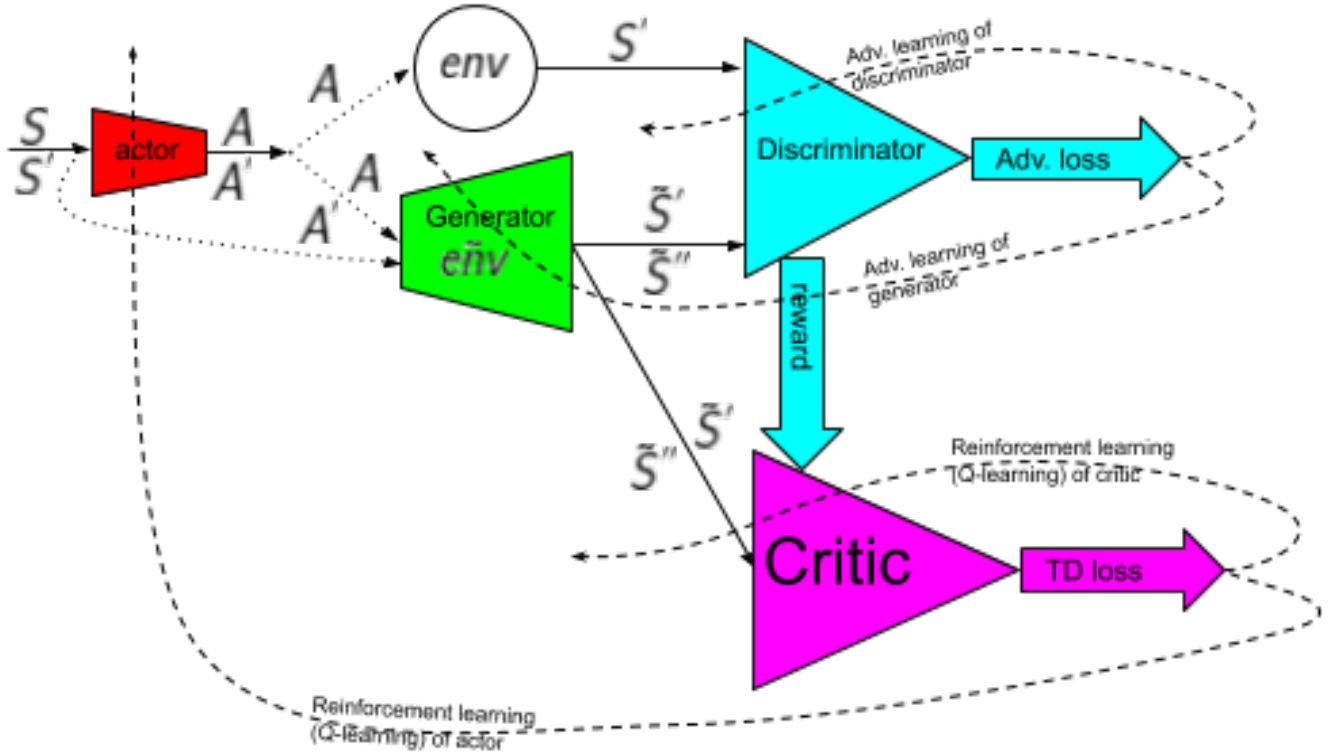 S
S'
actor
A
A'
A
env
S'
Adv. learning of
discriminator
A
A'
Generator
eñv
S̃'
S̃''
Discriminator
Adv. loss
Adv. learning of
generator
reward
S̃'
S̃''
Reinforcement learning
(Q-learning) of critic
Critic
TD loss
Reinforcement learning
(Q-learning) of actor